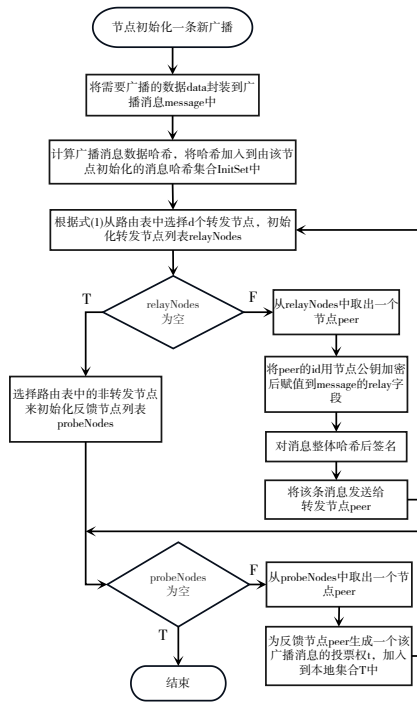 节点初始化一条新广播
将需要广播的数据data封装到广
播消息message中
计算广播消息数据哈希，将哈希加入到由该节
点初始化的消息哈希集合InitSet中
根据式(1)从路由表中选择d个转发节点，初始
化转发节点列表relayNodes
T
relayNodes
为空
F
从relayNodes中取出一个
节点peer
将peer的id用节点公钥加密
后赋值到message的relay字
段
选择路由表中的非转发节点
来初始化反馈节点列表
probeNodes
对消息整体哈希后签名
将该条消息发送给
转发节点peer
probeNodes
为空
F
从probeNodes中取出一个节
点peer
T
为反馈节点peer生成一个该
广播消息的投票权t，加入
到本地集合T中
结束